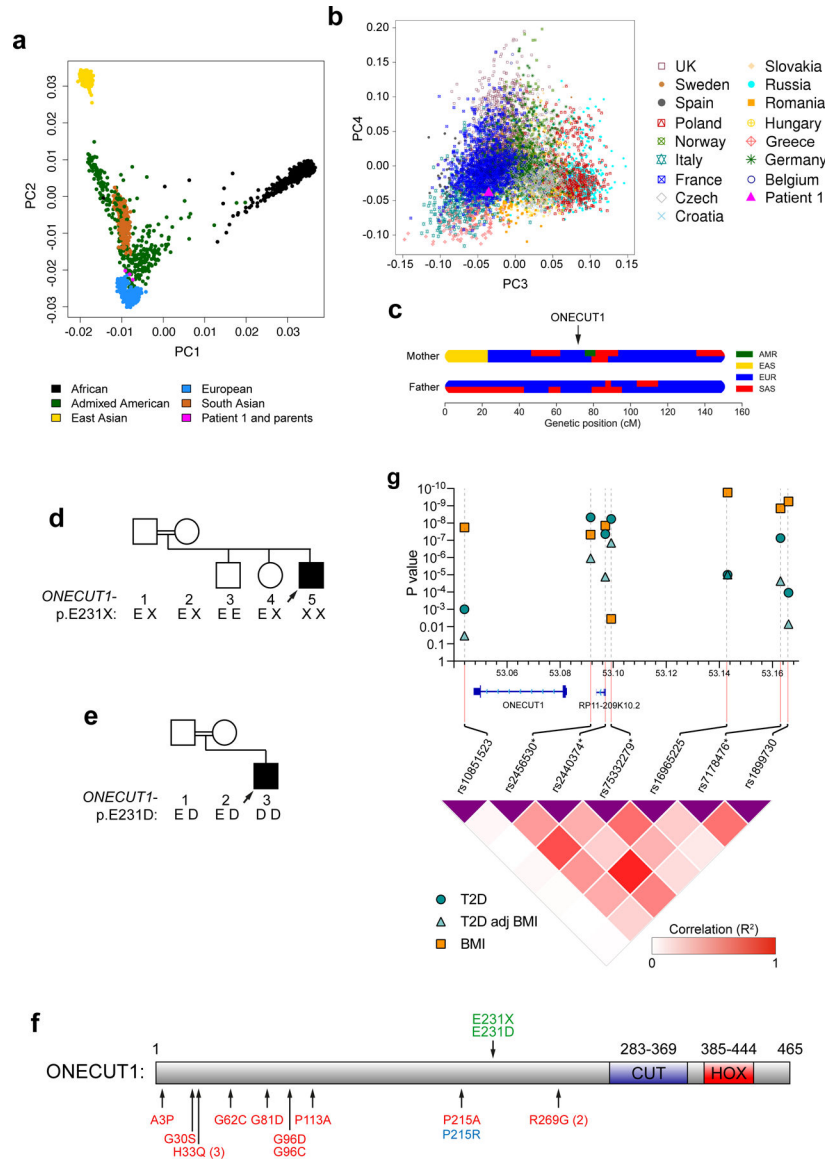 a
PC2
0.03
0.02
0.01
0.00
-0.01
-0.02
-0.03
-0.02 -0.01 0.00 0.01 0.02 0.03
PC1
African
Admixed American
East Asian
European
South Asian
Patient 1 and parents
b
PC4
0.20
0.15
0.10
0.05
0.00
-0.05
-0.10
-0.15 -0.10 -0.05 0.00 0.05 0.10 0.15
PC3
UK
Sweden
Spain
Poland
Norway
Italy
France
Czech
Croatia
Slovakia
Russia
Romania
Hungary
Greece
Germany
Belgium
Patient 1
c
ONECUT1
Mother
Father
0 20 40 60 80 100 120 140 160
Genetic position (cM)
AMR
EAS
EUR
SAS
d
1 2 3 4 5
ONECUT1-
p.E231X: E X E X E E E X X X
e
1 2 3
ONECUT1-
p.E231D: E D E D D D
g
P value
10-10
10-9
10-8
10-7
10-6
10-5
10-3
0.01
0.1
1
53.06 53.08 53.10 53.12 53.14 53.16
ONECUT1
RP11-209K10.2
rs10851523
rs2456530*
rs2440374*
rs75332279*
rs16965225
rs7178476*
rs1899730
T2D
T2D adj BMI
BMI
Correlation (R2)
0 1
f
ONECUT1:
1
E231X
E231D
283-369
385-444
465
CUT
HOX
A3P
G30S
H33Q (3)
G62C
G81D
G96D
G96C
P113A
P215A
P215R
R269G (2)